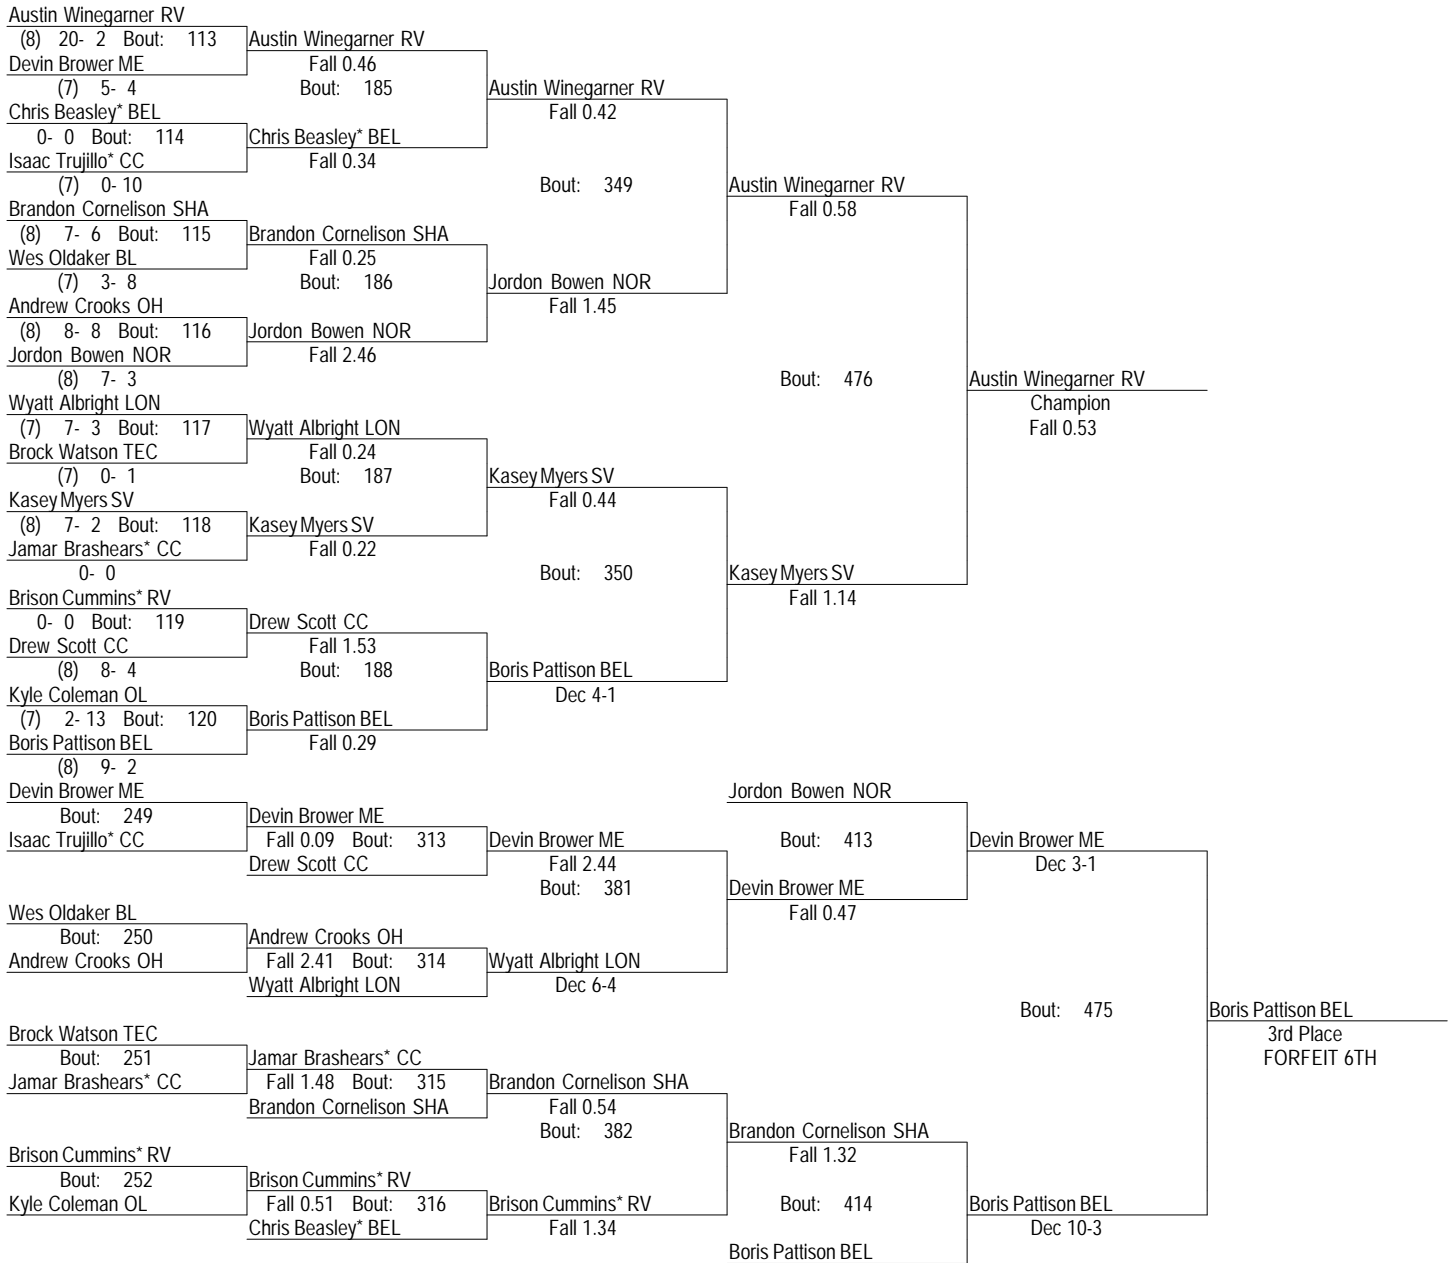 Austin Winegarner RV
(8) 20- 2 Bout: 113 Austin Winegarner RV
Devin Brower ME Fall 0.46
(7) 5- 4 Bout: 185 Austin Winegarner RV
Chris Beasley* BEL Fall 0.42
0- 0 Bout: 114 Chris Beasley* BEL
Isaac Trujillo* CC Fall 0.34
(7) 0- 10 Bout: 349 Austin Winegarner RV
Brandon Cornelison SHA Fall 0.58
(8) 7- 6 Bout: 115 Brandon Cornelison SHA
Wes Oldaker BL Fall 0.25
(7) 3- 8 Bout: 186 Jordon Bowen NOR
Andrew Crooks OH Fall 1.45
(8) 8- 8 Bout: 116 Jordon Bowen NOR
Jordon Bowen NOR Fall 2.46
(8) 7- 3 Bout: 476 Austin Winegarner RV
Wyatt Albright LON Champion
(7) 7- 3 Bout: 117 Wyatt Albright LON Fall 0.53
Brock Watson TEC Fall 0.24
(7) 0- 1 Bout: 187 Kasey Myers SV
Kasey Myers SV Fall 0.44
(8) 7- 2 Bout: 118 Kasey Myers SV
Jamar Brashears* CC Fall 0.22
0- 0 Bout: 350 Kasey Myers SV
Brison Cummins* RV Fall 1.14
0- 0 Bout: 119 Drew Scott CC
Drew Scott CC Fall 1.53
(8) 8- 4 Bout: 188 Boris Pattison BEL
Kyle Coleman OL Dec 4-1
(7) 2- 13 Bout: 120 Boris Pattison BEL
Boris Pattison BEL Fall 0.29
(8) 9- 2
Devin Brower ME Jordon Bowen NOR
Bout: 249 Devin Brower ME
Isaac Trujillo* CC Fall 0.09 Bout: 313 Devin Brower ME Bout: 413 Devin Brower ME
Drew Scott CC Fall 2.44 Dec 3-1
Bout: 381 Devin Brower ME
Wes Oldaker BL Fall 0.47
Bout: 250 Andrew Crooks OH
Andrew Crooks OH Fall 2.41 Bout: 314 Wyatt Albright LON
Wyatt Albright LON Dec 6-4
Bout: 475 Boris Pattison BEL
Brock Watson TEC 3rd Place
Bout: 251 Jamar Brashears* CC FORFEIT 6TH
Jamar Brashears* CC Fall 1.48 Bout: 315 Brandon Cornelison SHA
Brandon Cornelison SHA Fall 0.54
Bout: 382 Brandon Cornelison SHA
Brison Cummins* RV Fall 1.32
Bout: 252 Brison Cummins* RV
Kyle Coleman OL Fall 0.51 Bout: 316 Brison Cummins* RV Bout: 414 Boris Pattison BEL
Chris Beasley* BEL Fall 1.34 Dec 10-3
Boris Pattison BEL